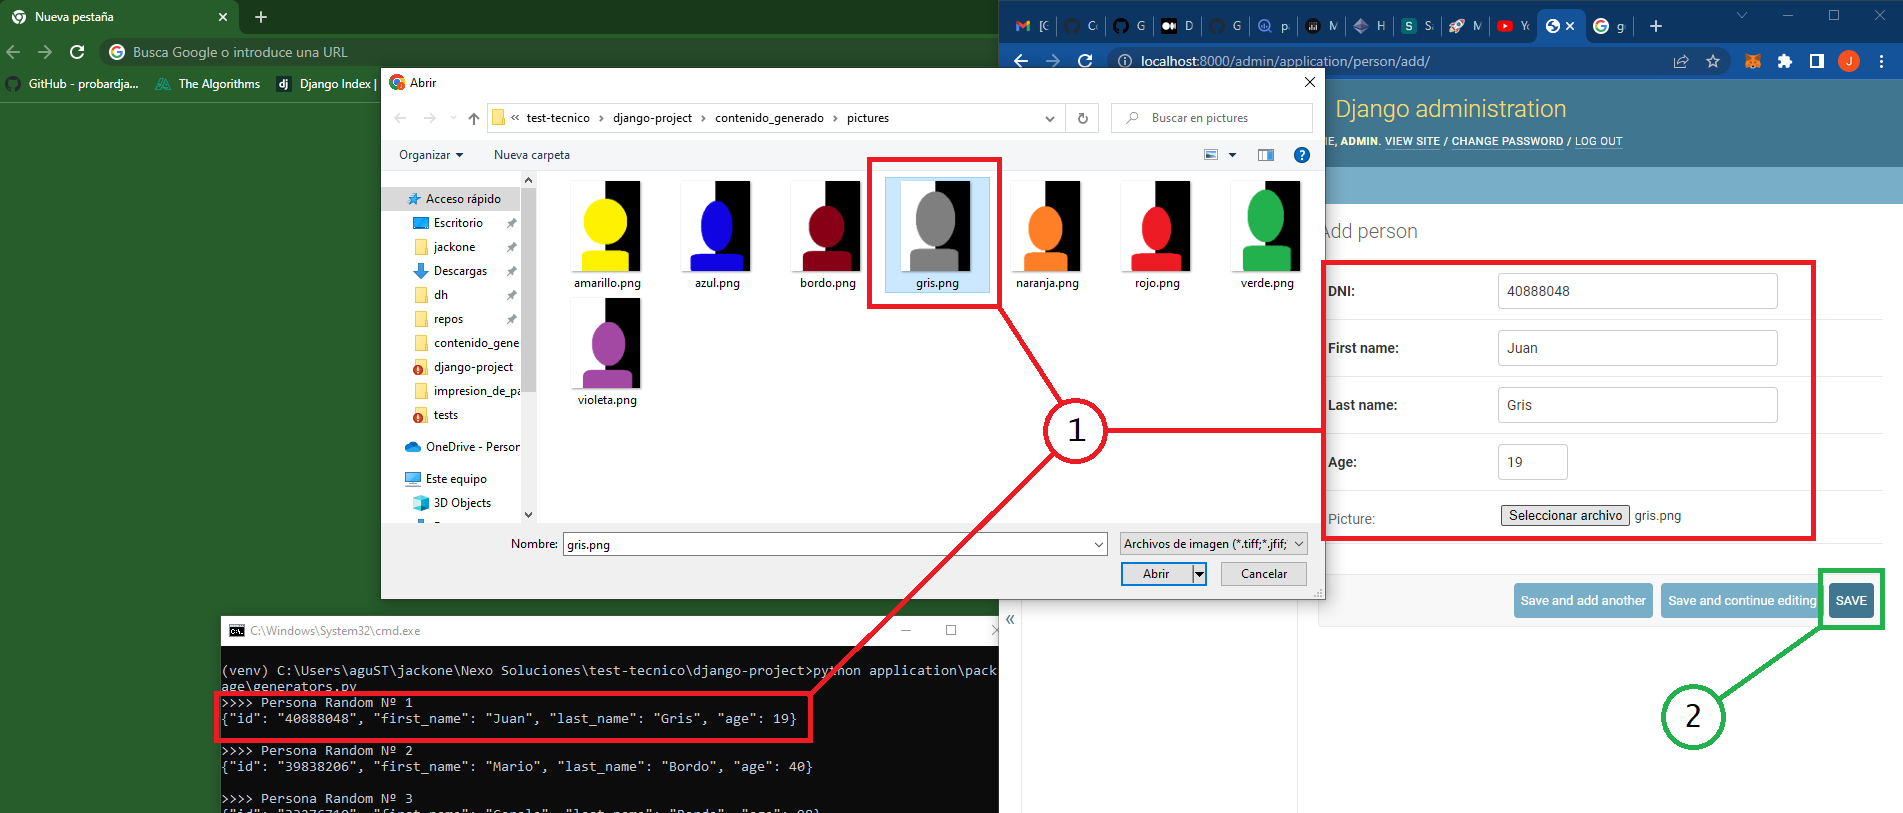 Nueva pestaña
Busca Google o introduce una URL
GitHub - probardja...
The Algorithms
dj Django Index |
Abrir
« test-tecnico › django-project › contenido_generado › pictures
Buscar en pictures
Organizar
Nueva carpeta
Acceso rápido
Escritorio
jackone
Descargas
dh
repos
contenido_gene
django-project
impresion_de_pa
tests
OneDrive - Person
Este equipo
3D Objects
amarillo.png
azul.png
bordo.png
gris.png
naranja.png
rojo.png
verde.png
violeta.png
Nombre: gris.png
Archivos de imagen (*.tiff;*.jfif;
Abrir
Cancelar
C:\Windows\System32\cmd.exe
(venv) C:\Users\aguST\jackone\Nexo Soluciones\test-tecnico\django-project>python application\pack
age\generators.py
>>>> Persona Random Nº 1
{"id": "40888048", "first_name": "Juan", "last_name": "Gris", "age": 19}
>>>> Persona Random Nº 2
{"id": "39838206", "first_name": "Mario", "last_name": "Bordo", "age": 40}
>>>> Persona Random Nº 3
1
localhost:8000/admin/application/person/add/
J
Django administration
ADMIN. VIEW SITE / CHANGE PASSWORD / LOG OUT
Add person
DNI: 40888048
First name: Juan
Last name: Gris
Age: 19
Picture: Seleccionar archivo gris.png
Save and add another
Save and continue editing
SAVE
«
2